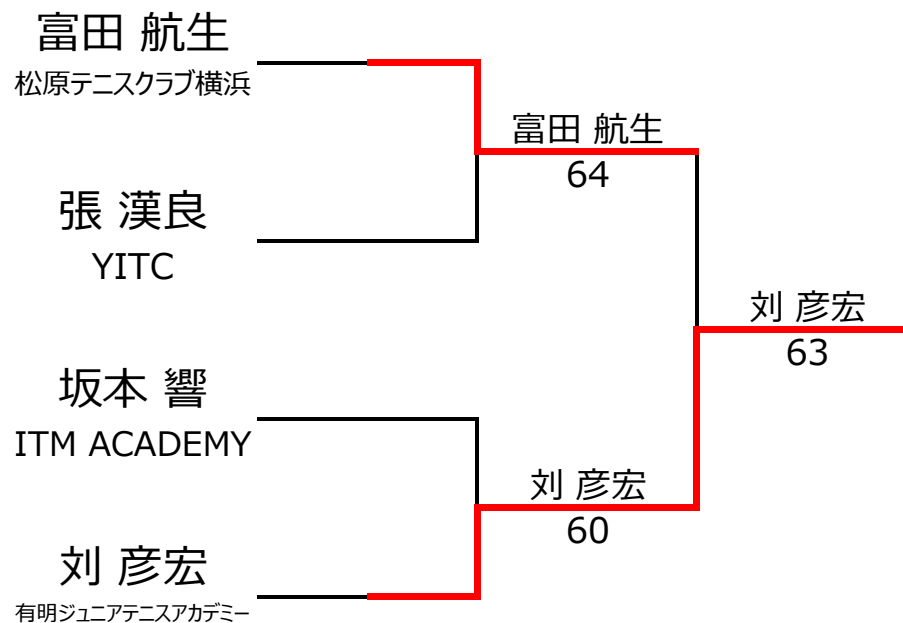 富田 航生
松原テニスクラブ横浜
張 漢良
YITC
坂本 響
ITM ACADEMY
刘 彦宏
有明ジュニアテニスアカデミー
富田 航生
64
刘 彦宏
60
刘 彦宏
63